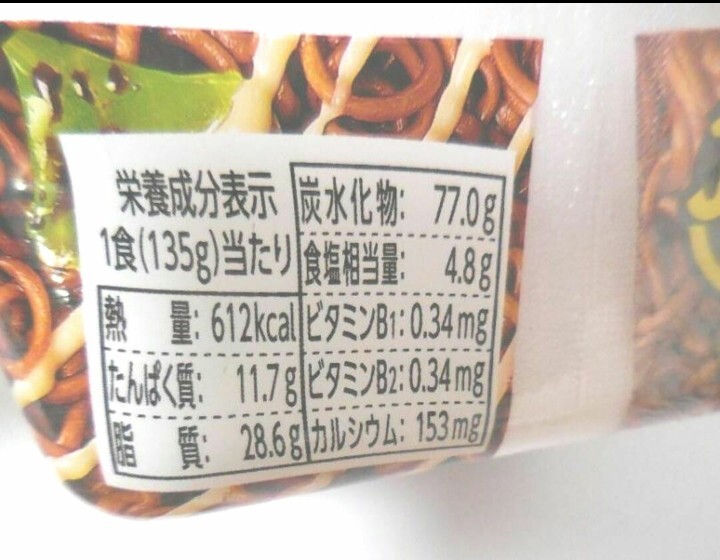 栄養成分表示
1食(135g)当たり
熱 量: 612kcal
たんぱく質: 11.7g
脂 質: 28.6g
炭水化物: 77.0g
食塩相当量: 4.8g
ビタミンB1: 0.34mg
ビタミンB2: 0.34mg
カルシウム: 153mg